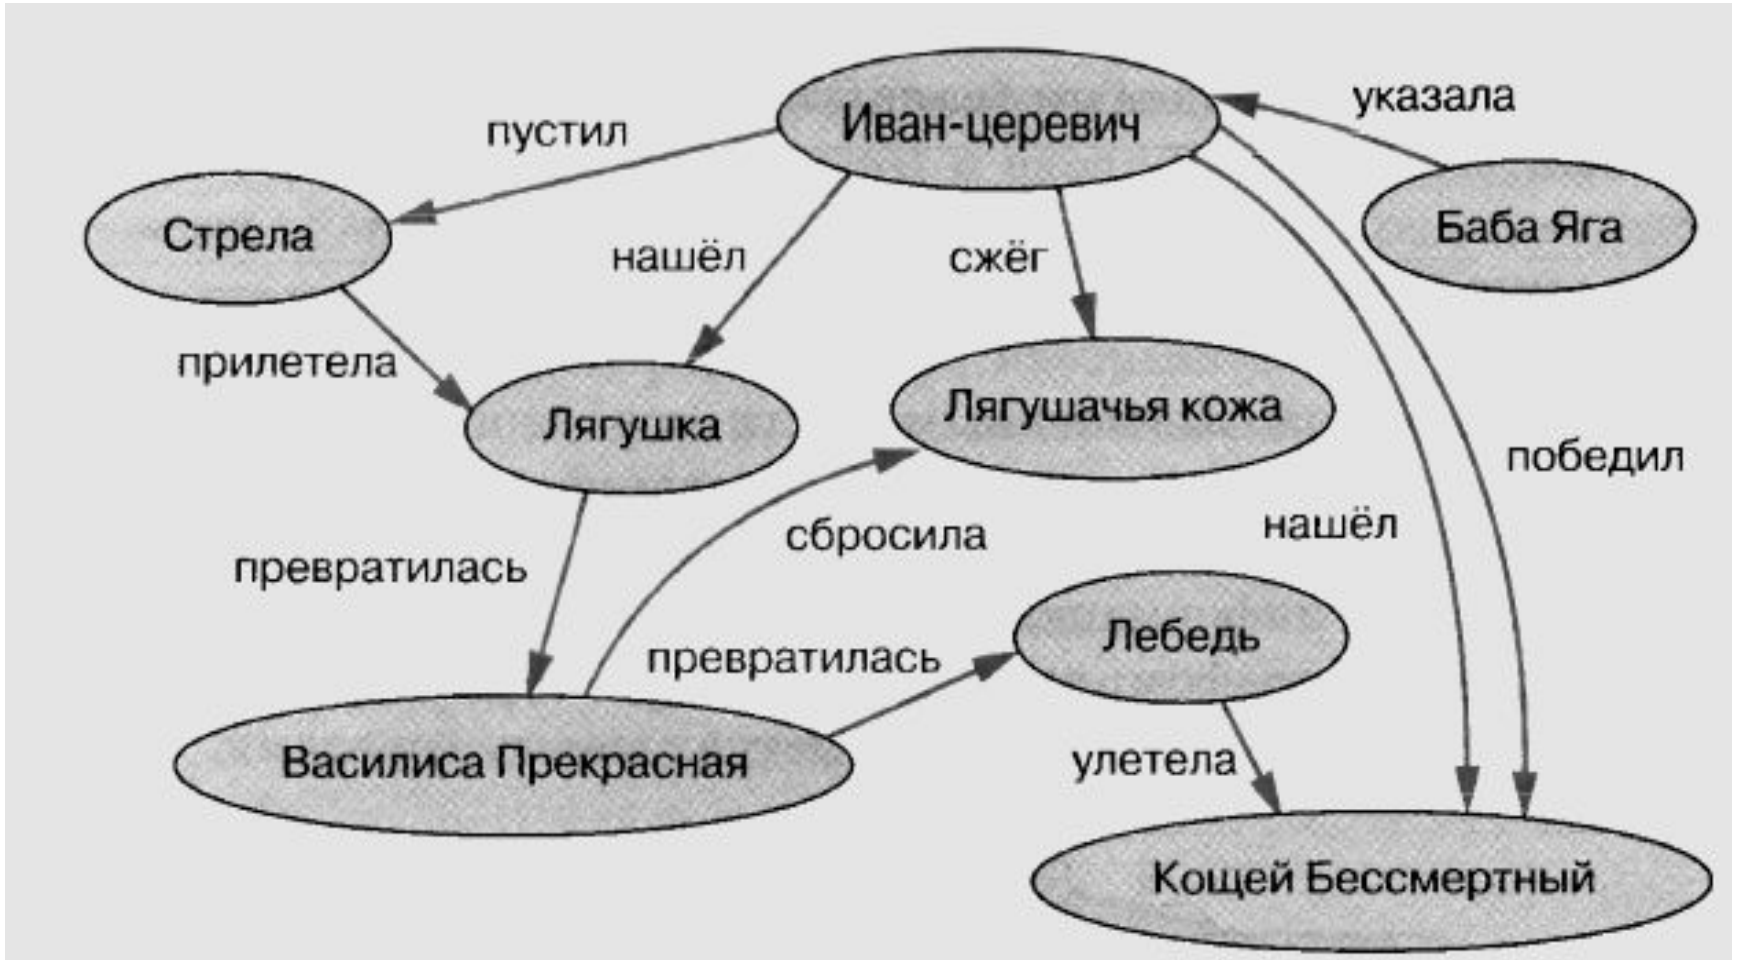 указала
Иван-церевич
пустил
Стрела
Баба Яга
нашёл
сжёг
прилетела
Лягушка
Лягушачья кожа
победил
нашёл
сбросила
превратилась
Лебедь
превратилась
Василиса Прекрасная
улетела
Кощей Бессмертный